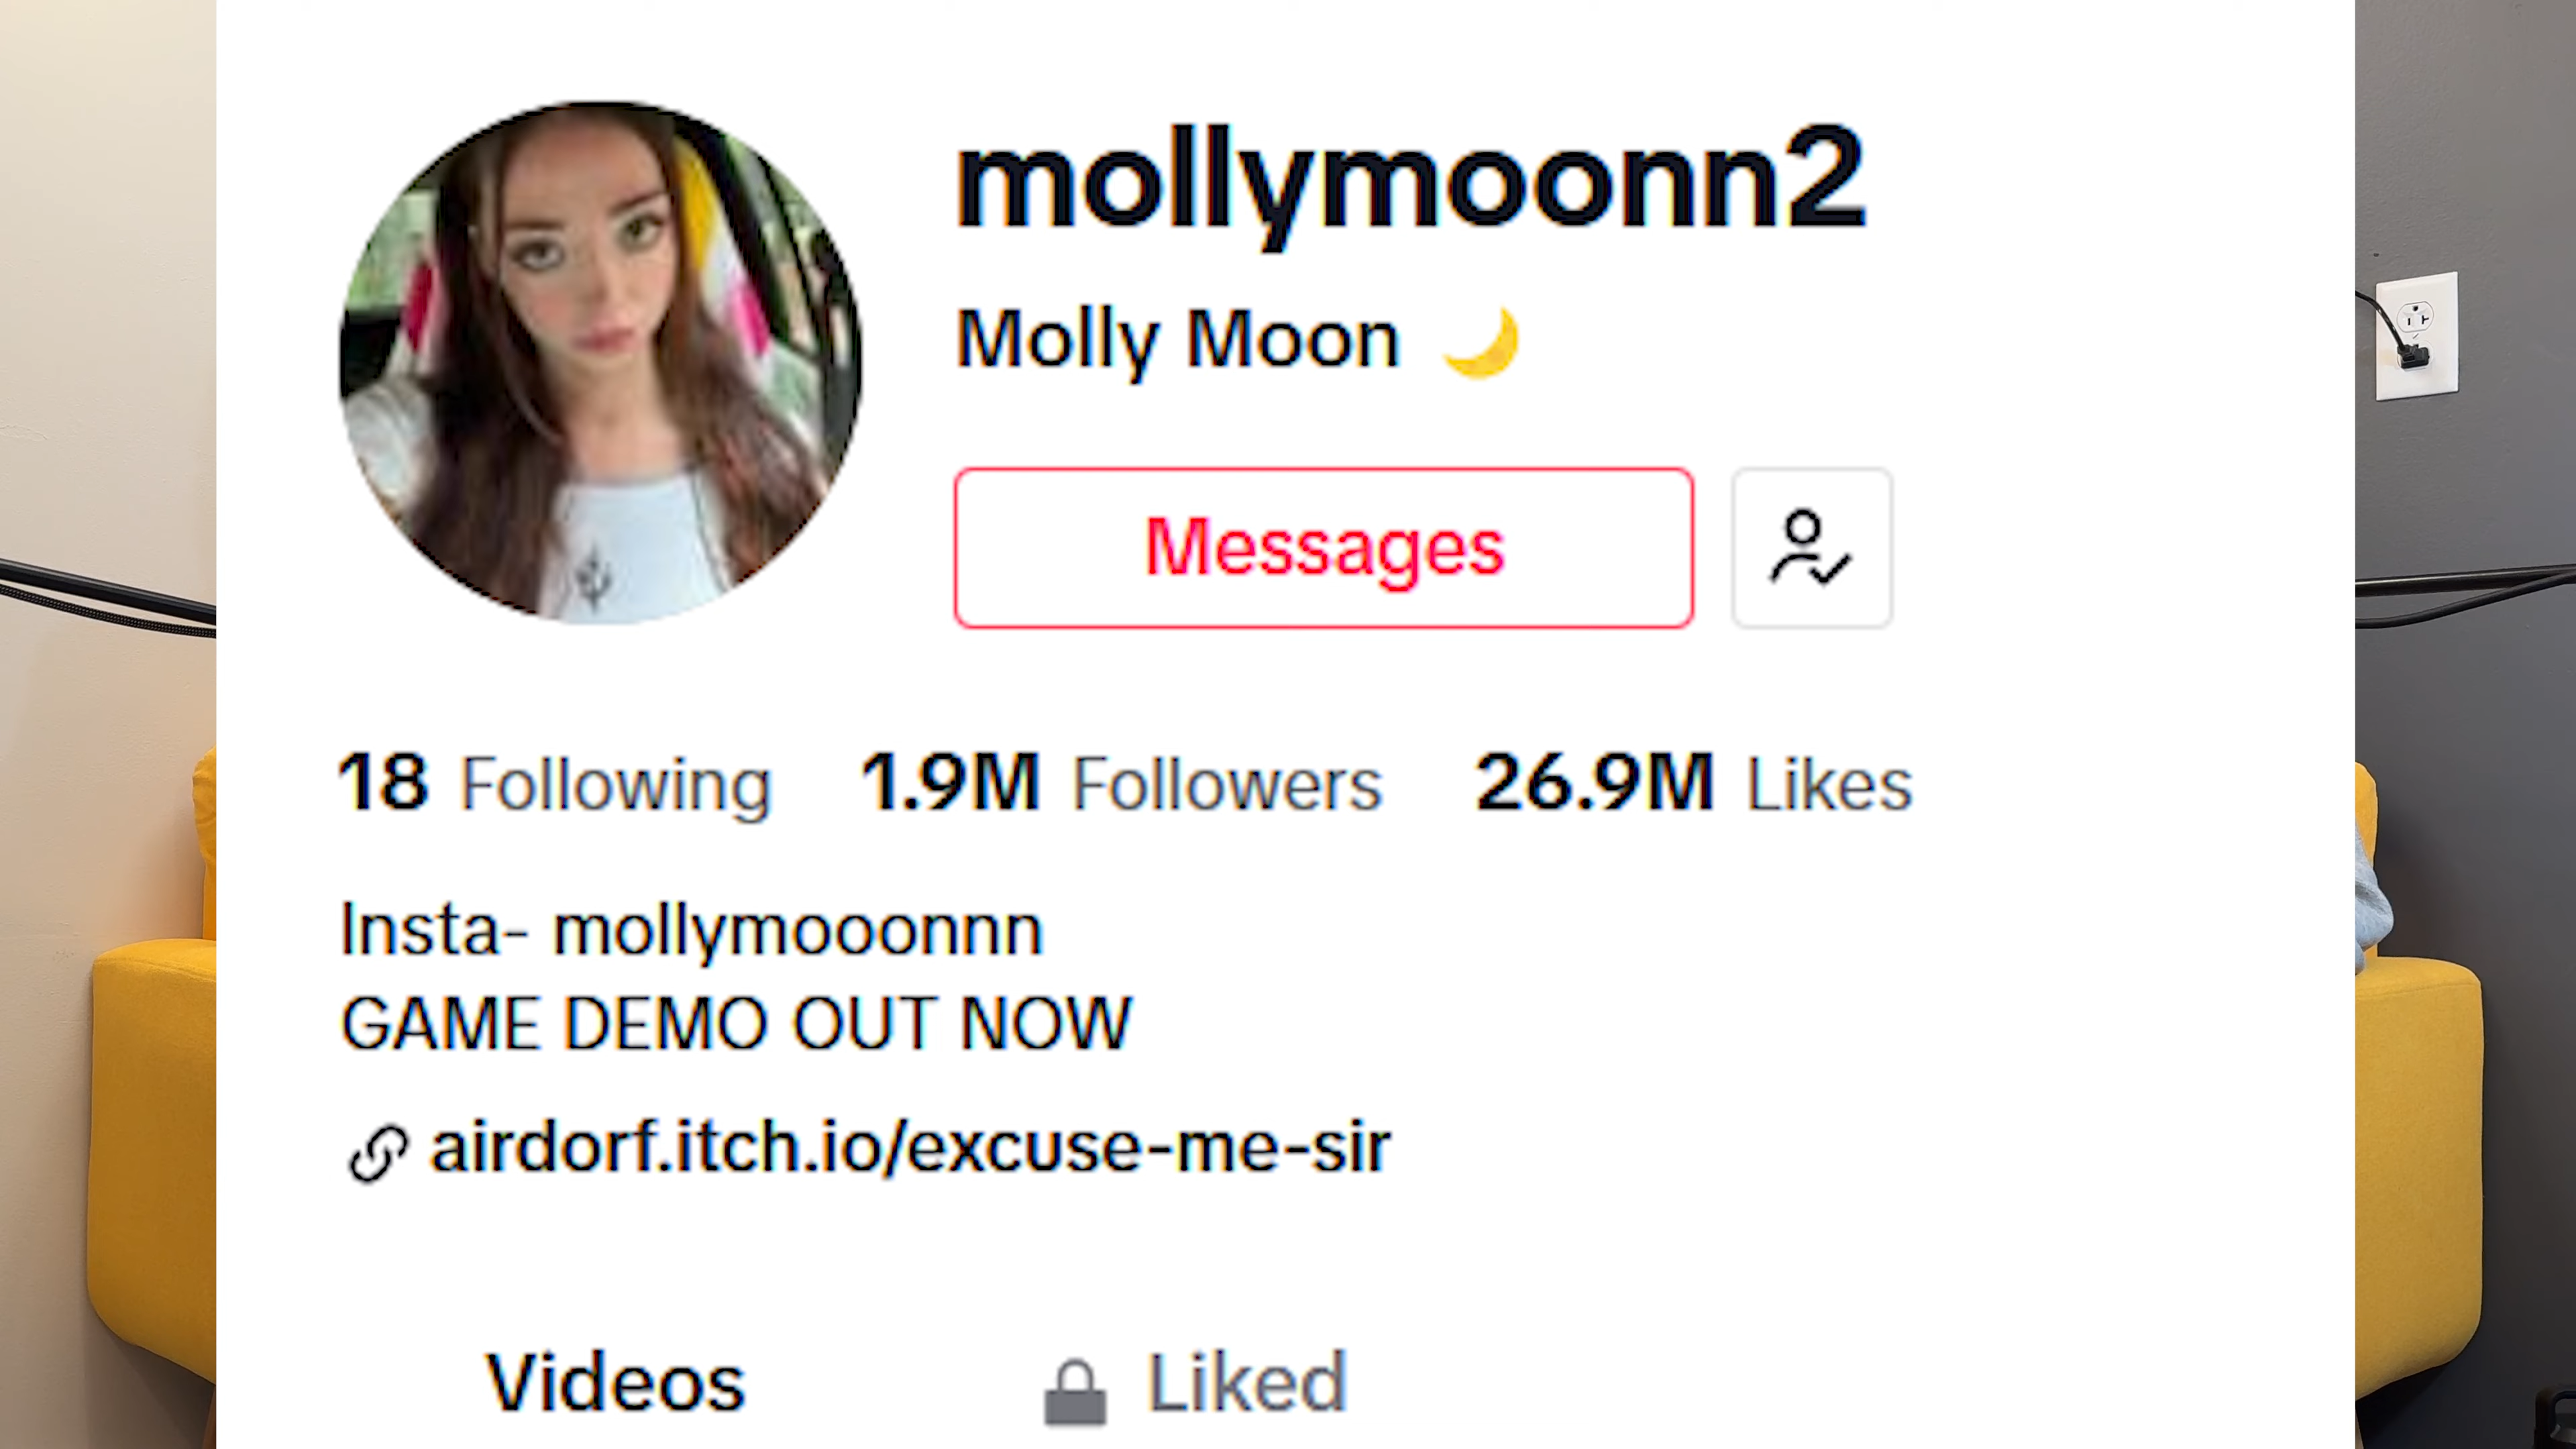 mollymoonn2
Molly Moon 🌙
Messages
18 Following 1.9M Followers 26.9M Likes
Insta- mollymooonnn
GAME DEMO OUT NOW
airdorf.itch.io/excuse-me-sir
Videos Liked